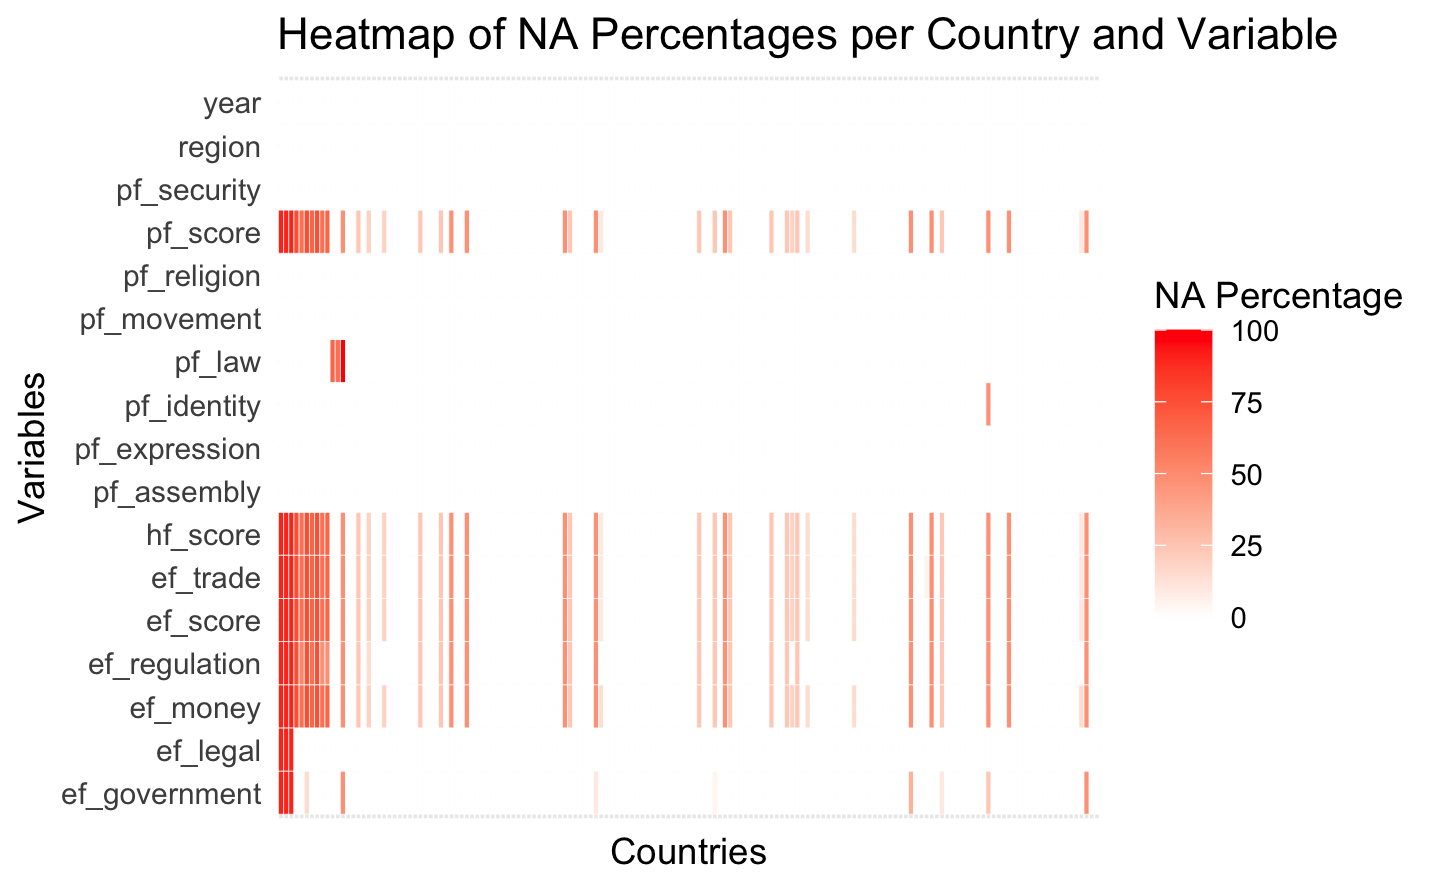 Heatmap of NA Percentages per Country and Variable
year
region
pf_security
pf_score
pf_religion
pf_movement
pf_law
pf_identity
pf_expression
pf_assembly
hf_score
ef_trade
ef_score
ef_regulation
ef_money
ef_legal
ef_government
Variables
Countries
NA Percentage
100
75
50
25
0